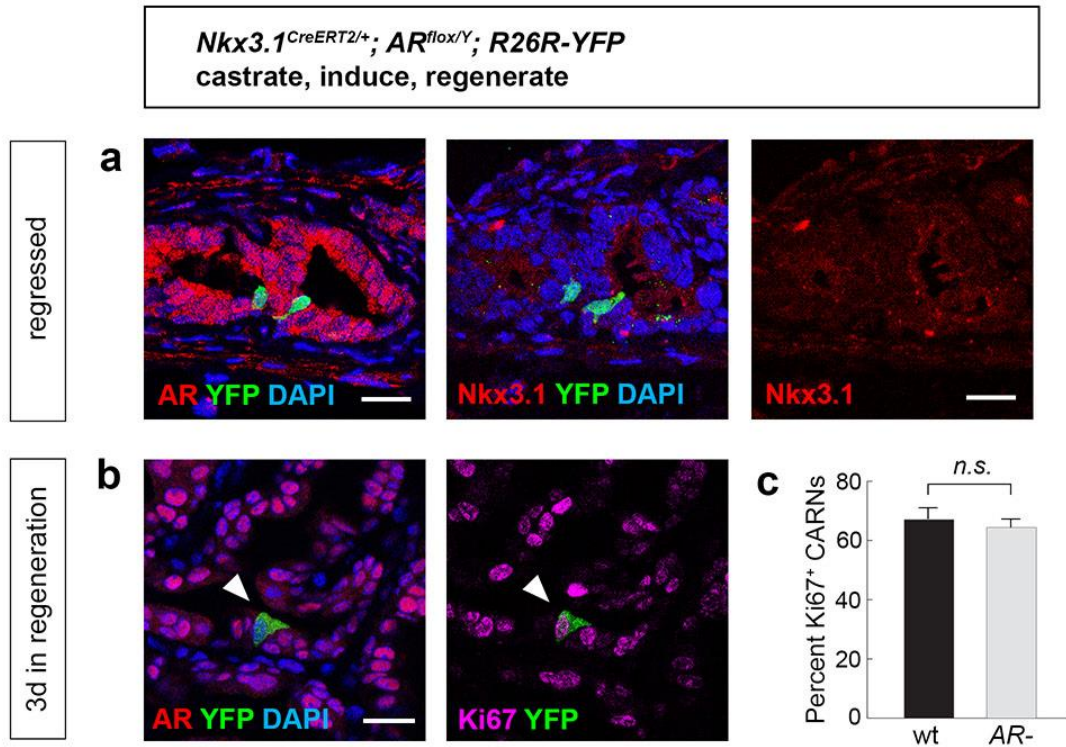 Nkx3.1CreERT2/+; ARflox/Y; R26R-YFP
castrate, induce, regenerate
regressed
a
AR YFP DAPI
Nkx3.1 YFP DAPI
Nkx3.1
3d in regeneration
b
AR YFP DAPI
Ki67 YFP
c
n.s.
Percent Ki67+ CARNs
80
60
40
20
0
wt
AR-